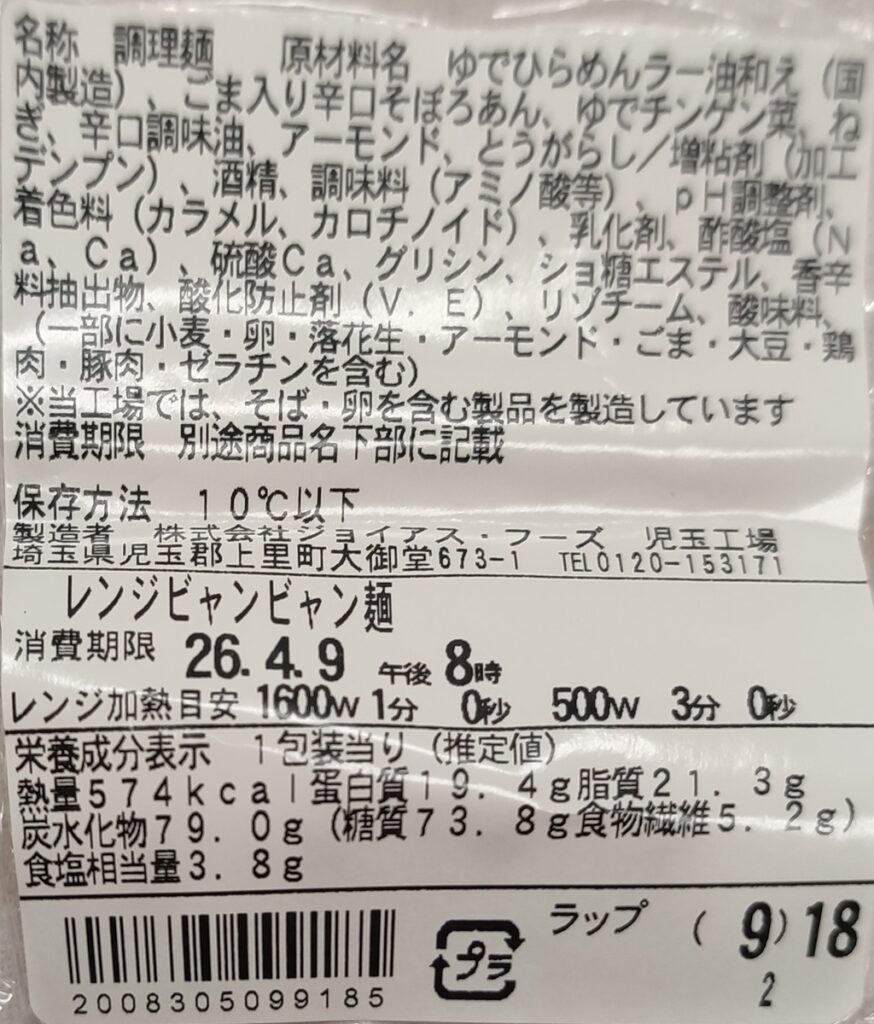 名称　調理麺　原材料名　ゆでひらめんラー油和え（国
内製造）、ごま入り辛口そぼろあん、ゆでチンゲン菜、ね
ぎ、辛口調味油、アーモンド、とうがらし／増粘剤（加工
デンプン）、酒精、調味料（アミノ酸等）、ｐＨ調整剤、
着色料（カラメル、カロチノイド）、乳化剤、酢酸塩（Ｎ
ａ、Ｃａ）、硫酸Ｃａ、グリシン、ショ糖エステル、香辛
料抽出物、酸化防止剤（Ｖ．Ｅ）、リゾチーム、酸味料、
（一部に小麦・卵・落花生・アーモンド・ごま・大豆・鶏
肉・豚肉・ゼラチンを含む）
※当工場では、そば・卵を含む製品を製造しています
消費期限　別途商品名下部に記載
保存方法　１０℃以下
製造者　株式会社ジョイアス・フーズ　児玉工場
埼玉県児玉郡上里町大御堂673-1　TEL0120-153171
レンジビャンビャン麺
消費期限　26.4.9　午後　8時
レンジ加熱目安　1600W　1分　0秒　500W　3分　0秒
栄養成分表示　１包装当り（推定値）
熱量５７４ｋｃａｌ蛋白質１９．４ｇ脂質２１．３ｇ
炭水化物７９．０ｇ（糖質７３．８ｇ食物繊維５．２ｇ）
食塩相当量３．８ｇ
2008305099185
プラ
ラップ　（9）18
2